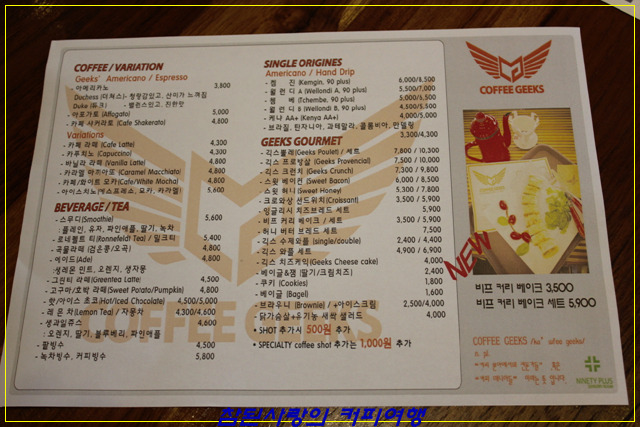 COFFEE / VARIATION
Geeks' Americano / Espresso
- 아메리카노 3,800
Duchess (더쳐스)- 청량감있고, 산미가 느껴짐
Duke (듀크) - 밸런스있고, 진한맛
- 아포가토 (Affogato) 5,000
- 카페 샤카라토 (Cafe Shakerato) 4,800
Variations
- 카페 라떼 (Cafe Latte) 4,300
- 카푸치노 (Capuccino) 4,300
- 바닐라 라떼 (Vanilla Latte) 4,800
- 카라멜 마끼아또 (Caramel Macchiato) 4,800
- 카페/화이트 모카(Cafe/White Mocha) 4,800
- 아이스치노(에스프레스, 모카, 카라멜) 5,600
BEVERAGE / TEA
- 스무디(Smoothie) 5,600
: 플레인, 유자, 파인애플, 딸기, 녹차
- 로네펠트 티 (Ronnefeldt Tea) / 밀크티 5,400
- 곡물라떼 (검은콩/오곡) 4,800
- 에이드(Ade) 4,800
:생레몬 민트, 오렌지, 생자몽
- 그린티 라떼 (Greentea Latte) 4,500
- 고구마/호박 라떼(Sweet Potato/Pumpkin) 4,800
- 핫/아이스 초코(Hot/Iced Chocolate) 4,500/5,000
- 레몬차(Lemon Tea) / 자몽차 4,300/4,600
- 생과일쥬스 4,600
: 오렌지, 딸기, 블루베리, 파인애플
- 팥빙수 4,500
- 녹차빙수, 커피빙수 5,800
SINGLE ORIGINES
Americano / Hand Drip
- 켐 진 (Kemgin, 90 plus) 6,000/8,500
- 웰런디 A (Wellondi A, 90 plus) 5,500/7,000
- 쳄 베 (Tchembe, 90 plus) 5,000/5,500
- 웰런디 B (Wellondi B, 90 plus) 4,500/5,500
- 케냐 AA+ (Kenya AA+) 4,000/5,000
- 브라질, 탄자니아, 과테말라, 콜롬비아, 만델링
3,300/4,300
GEEKS GOURMET
- 긱스뽈레(Geeks Poulet) / 세트 7,800 / 10,300
- 긱스 프로방샬 (Geeks Provencial) 7,500 / 10,000
- 긱스 크런치 (Geeks Crunch) 7,300 / 9,800
- 스윗 베이컨 (Sweet Bacon) 6,000 / 8,500
- 스윗 허니 (Sweet Honey) 5,300 / 7,800
- 크로와상 샌드위치(Croissant) 3,500 / 5,900
- 잉글리시 치즈브레드 세트 5,900
- 비프 커리 베이크 / 세트 3,500 / 5,900
- 허니 버터 브레드 세트 7,500
- 긱스 수제와플 (single/double) 2,400 / 4,400
- 긱스 와플 세트 4,900 / 6,900
- 긱스 치즈케익(Geeks Cheese cake) 4,000
- 베이글&잼 (딸기/크림치즈) 2,400
- 쿠키 (Cookies) 1,800
- 베이글 (Bagel) 1,600
- 브라우니 (Brownie) / +아이스크림 2,500/4,000
- 닭가슴살+유기농 새싹 샐러드 4,000
• SHOT 추가시 500원 추가
• SPECIALTY coffee shot 추가는 1,000원 추가
COFFEE GEEKS
COFFEE GEEKS
NEW
비프 커리 베이크 3,500
비프 커리 베이크 세트 5,900
COFFEE GEEKS
NINETY PLUS
참된사랑의 커피여행